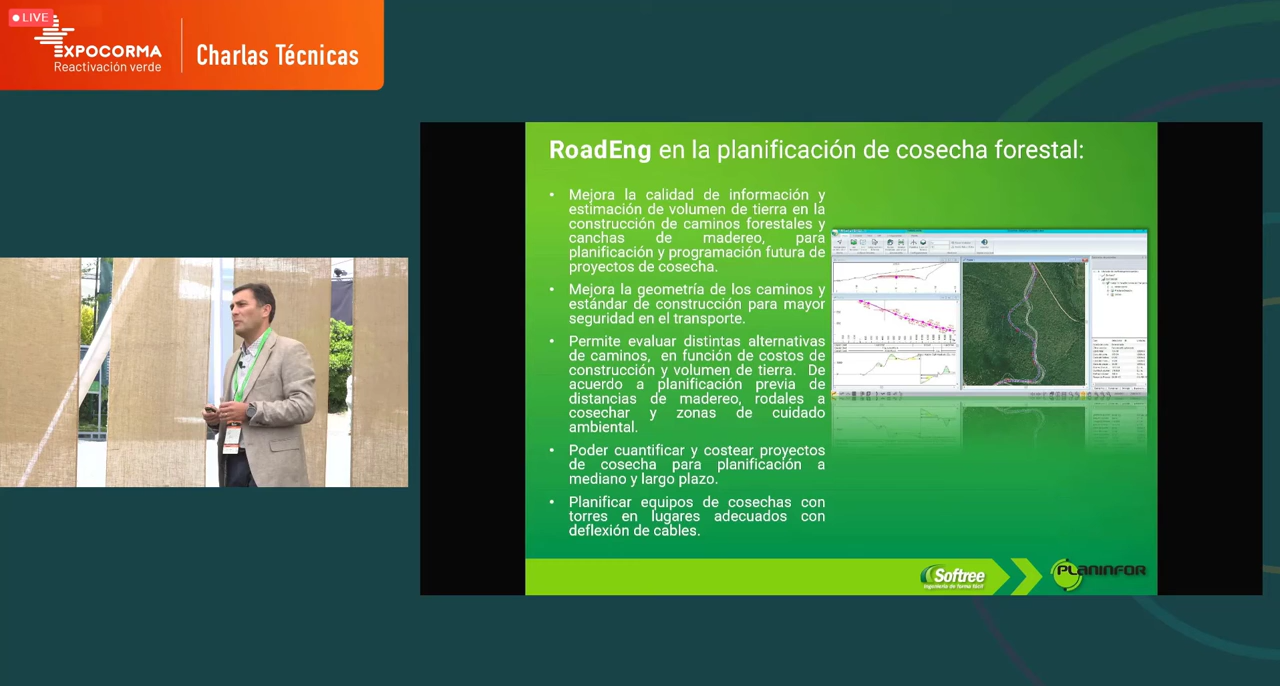 LIVE
EXPOCORMA
Reactivación verde
Charlas Técnicas
RoadEng en la planificación de cosecha forestal:
• Mejora la calidad de información y
estimación de volumen de tierra en la
construcción de caminos forestales y
canchas de madereo, para
planificación y programación futura de
proyectos de cosecha.
• Mejora la geometría de los caminos y
estándar de construcción para mayor
seguridad en el transporte.
• Permite evaluar distintas alternativas
de caminos, en función de costos de
construcción y volumen de tierra. De
acuerdo a planificación previa de
distancias de madereo, rodales a
cosechar y zonas de cuidado
ambiental.
• Poder cuantificar y costear proyectos
de cosecha para planificación a
mediano y largo plazo.
• Planificar equipos de cosechas con
torres en lugares adecuados con
deflexión de cables.
Softree
Ingeniería de forma fácil
PLANINFOR